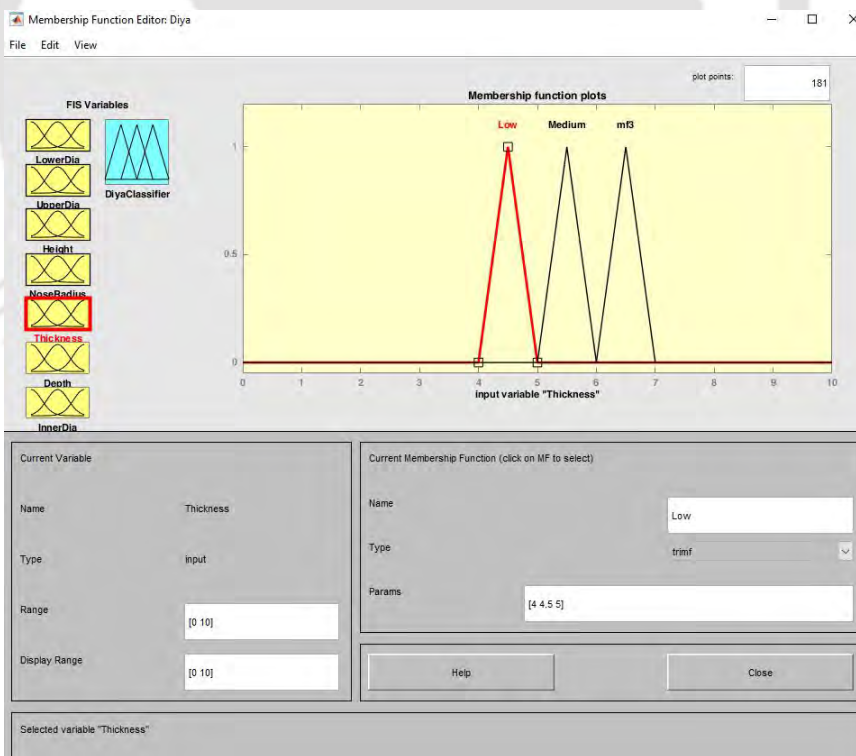 Membership Function Editor: Diya
File Edit View
FIS Variables
LowerDia
UpperDia
Height
NoseRadius
Thickness
Depth
InnerDia
DiyaClassifier
plot points: 181
Membership function plots
Low Medium mf3
1
0.5
0
0 1 2 3 4 5 6 7 8 9 10
input variable "Thickness"
Current Variable
Name Thickness
Type input
Range [0 10]
Display Range [0 10]
Current Membership Function (click on MF to select)
Name Low
Type trimf
Params [4 4.5 5]
Help Close
Selected variable "Thickness"